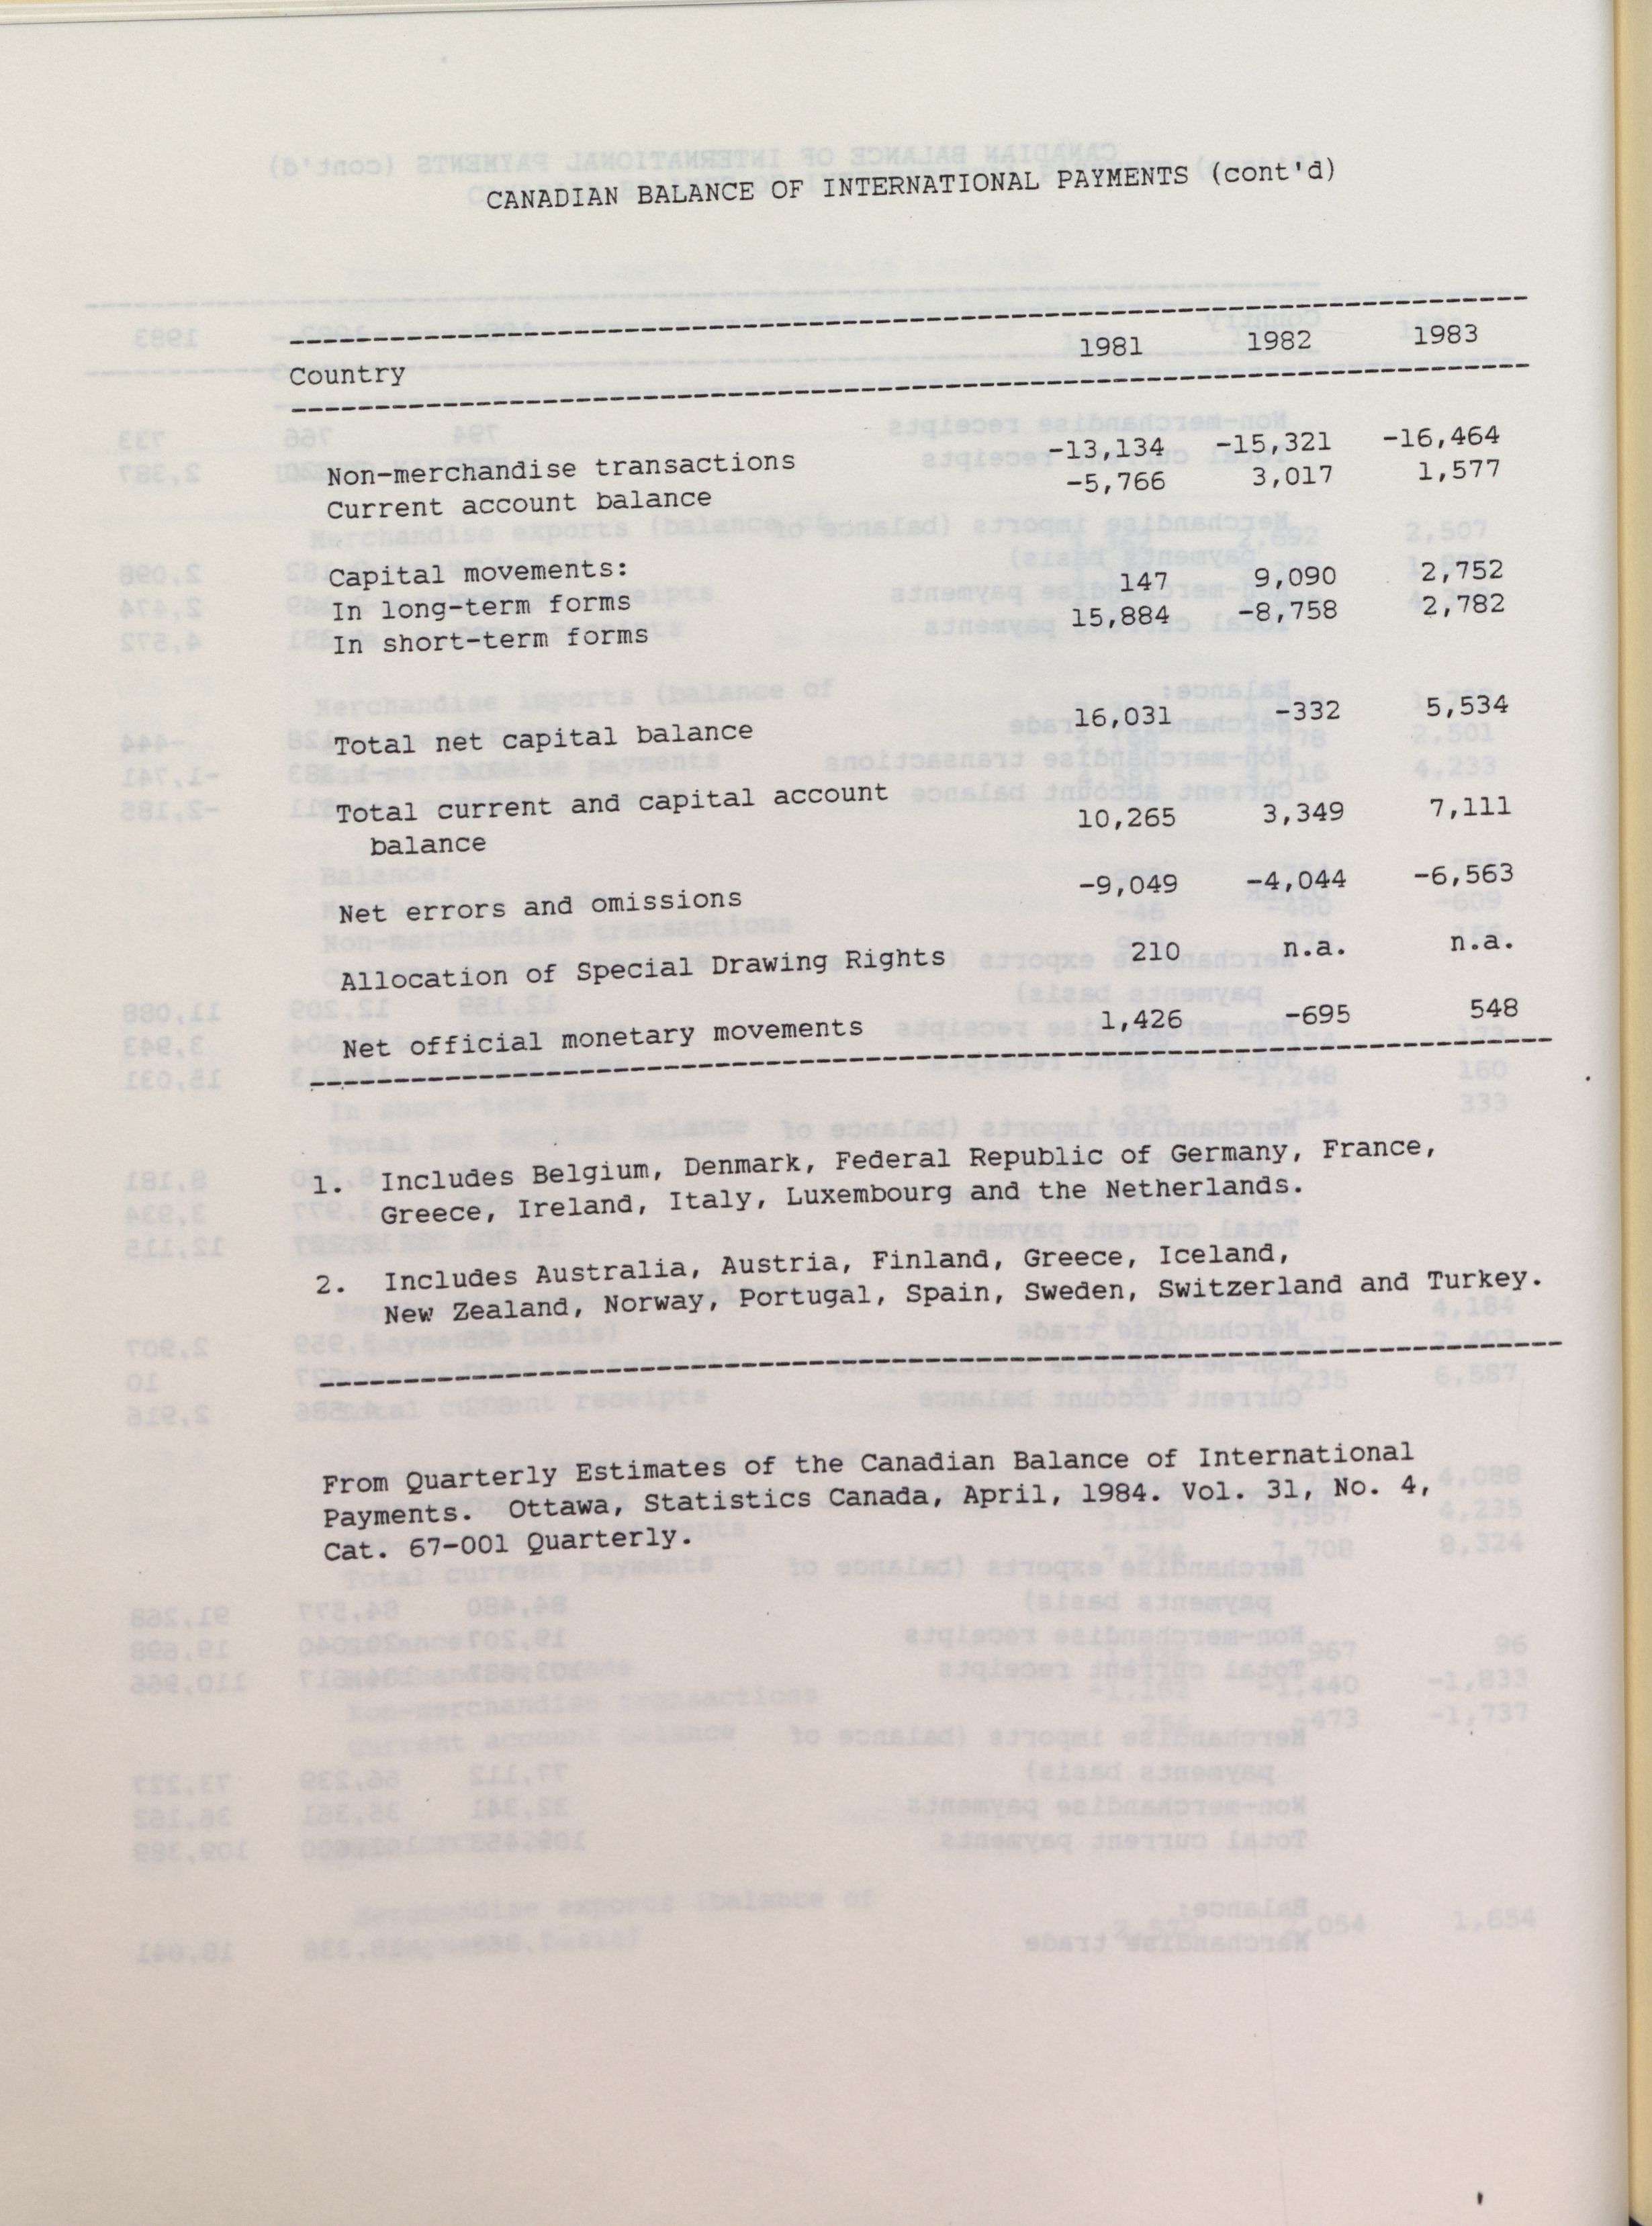 CANADIAN BALANCE OF INTERNATIONAL PAYMENTS (cont'd)
Country 1981 1982 1983
Non-merchandise transactions -13,134 -15,321 -16,464
Current account balance -5,766 3,017 1,577
Capital movements:
In long-term forms 147 9,090 2,752
In short-term forms 15,884 -8,758 2,782
Total net capital balance 16,031 -332 5,534
Total current and capital account
balance 10,265 3,349 7,111
Net errors and omissions -9,049 -4,044 -6,563
Allocation of Special Drawing Rights 210 n.a. n.a.
Net official monetary movements 1,426 -695 548
1. Includes Belgium, Denmark, Federal Republic of Germany, France,
Greece, Ireland, Italy, Luxembourg and the Netherlands.
2. Includes Australia, Austria, Finland, Greece, Iceland,
New Zealand, Norway, Portugal, Spain, Sweden, Switzerland and Turkey.
From Quarterly Estimates of the Canadian Balance of International
Payments. Ottawa, Statistics Canada, April, 1984. Vol. 31, No. 4,
Cat. 67-001 Quarterly.